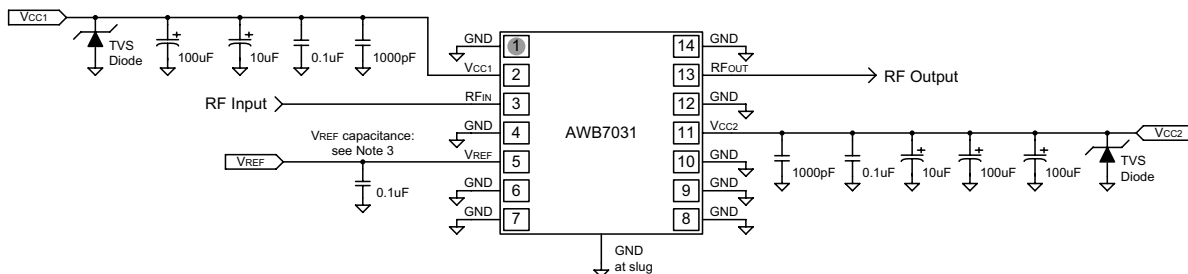 VCC1
TVS
Diode
100uF
10uF
0.1uF
1000pF
RF Input
VREF capacitance:
see Note 3
VREF
0.1uF
GND
VCC1
RFIN
GND
VREF
GND
GND
1
2
3
4
5
6
7
AWB7031
14
13
12
11
10
9
8
GND
RFOUT
GND
VCC2
GND
GND
GND
GND
at slug
RF Output
VCC2
1000pF
0.1uF
10uF
100uF
100uF
TVS
Diode